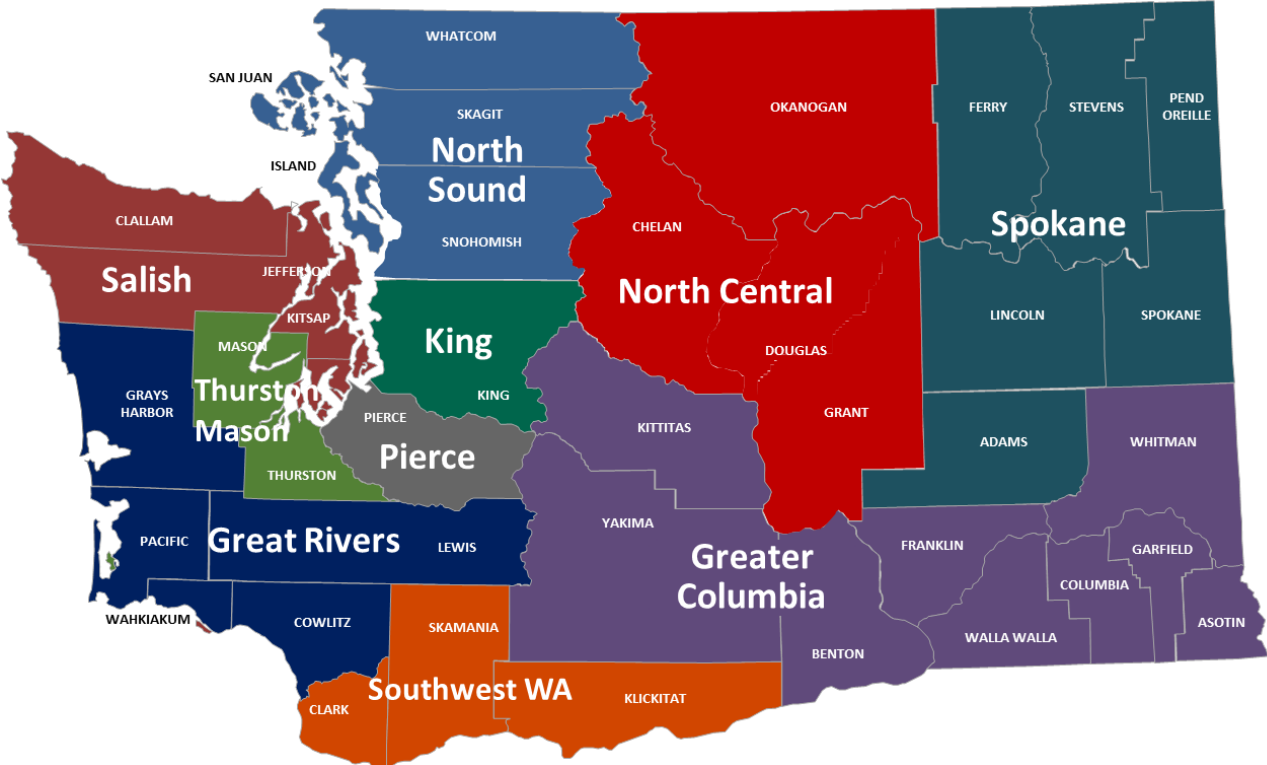 WHATCOM
SAN JUAN
SKAGIT
North
Sound
ISLAND
SNOHOMISH
OKANOGAN
CHELAN
North Central
DOUGLAS
GRANT
FERRY
STEVENS
PEND
OREILLE
Spokane
LINCOLN
SPOKANE
ADAMS
CLALLAM
Salish
JEFFERSON
KITSAP
King
KING
MASON
Thurston
Mason
THURSTON
GRAYS
HARBOR
PIERCE
Pierce
PACIFIC
Great Rivers
LEWIS
WAHKIAKUM
COWLITZ
KITTITAS
YAKIMA
Greater
Columbia
BENTON
FRANKLIN
WALLA WALLA
COLUMBIA
GARFIELD
ASOTIN
WHITMAN
SKAMANIA
Southwest WA
CLARK
KLICKITAT